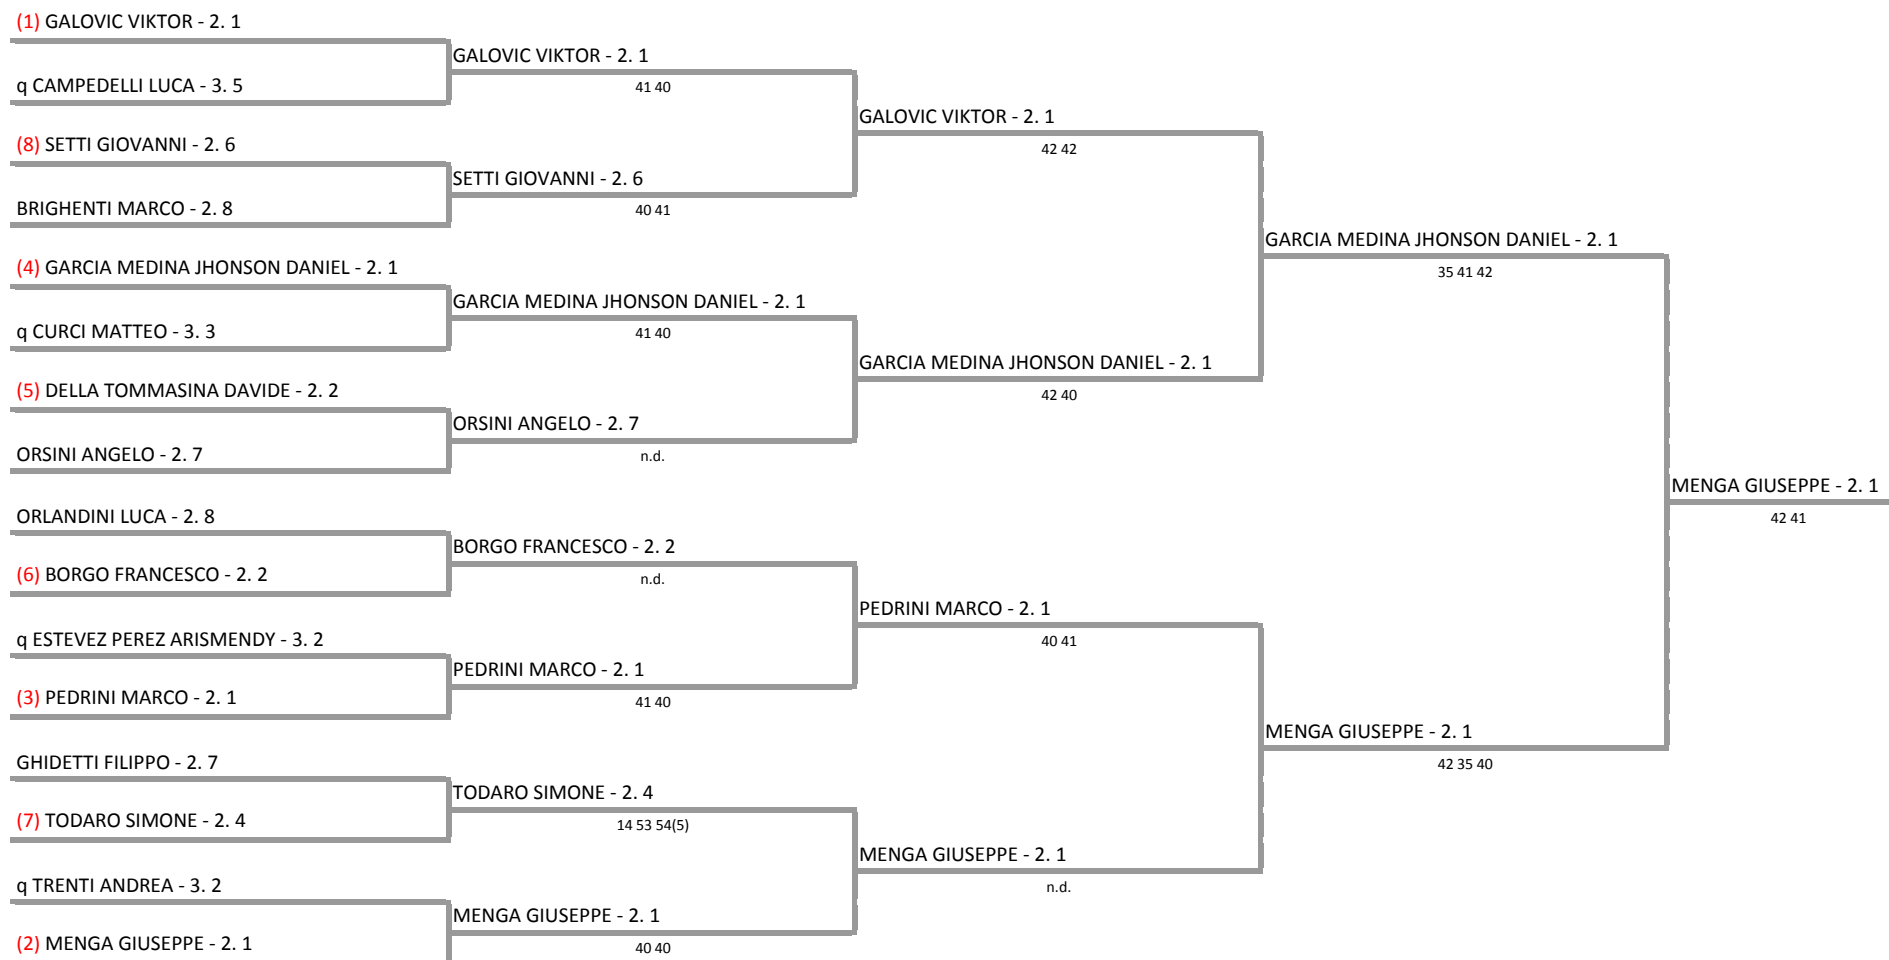 (1) GALOVIC VIKTOR - 2. 1
q CAMPEDELLI LUCA - 3. 5
(8) SETTI GIOVANNI - 2. 6
BRIGHENTI MARCO - 2. 8
(4) GARCIA MEDINA JHONSON DANIEL - 2. 1
q CURCI MATTEO - 3. 3
(5) DELLA TOMMASINA DAVIDE - 2. 2
ORSINI ANGELO - 2. 7
ORLANDINI LUCA - 2. 8
(6) BORGO FRANCESCO - 2. 2
q ESTEVEZ PEREZ ARISMENDY - 3. 2
(3) PEDRINI MARCO - 2. 1
GHIDETTI FILIPPO - 2. 7
(7) TODARO SIMONE - 2. 4
q TRENTI ANDREA - 3. 2
(2) MENGA GIUSEPPE - 2. 1
GALOVIC VIKTOR - 2. 1
41 40
SETTI GIOVANNI - 2. 6
40 41
GARCIA MEDINA JHONSON DANIEL - 2. 1
41 40
ORSINI ANGELO - 2. 7
n.d.
BORGO FRANCESCO - 2. 2
n.d.
PEDRINI MARCO - 2. 1
41 40
TODARO SIMONE - 2. 4
14 53 54(5)
MENGA GIUSEPPE - 2. 1
40 40
GALOVIC VIKTOR - 2. 1
42 42
GARCIA MEDINA JHONSON DANIEL - 2. 1
42 40
PEDRINI MARCO - 2. 1
40 41
MENGA GIUSEPPE - 2. 1
n.d.
GARCIA MEDINA JHONSON DANIEL - 2. 1
35 41 42
MENGA GIUSEPPE - 2. 1
42 35 40
MENGA GIUSEPPE - 2. 1
42 41